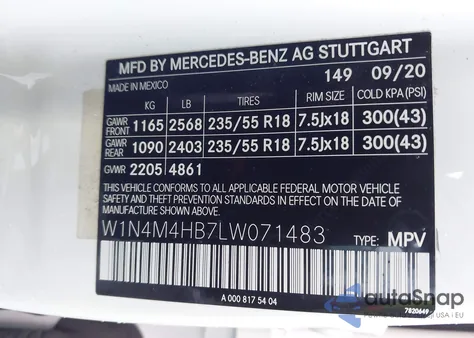 MFD BY MERCEDES-BENZ AG STUTTGART
MADE IN MEXICO 149 09/20
KG LB TIRES RIM SIZE COLD KPA (PSI)
GAWR FRONT 1165 2568 235/55 R18 7.5Jx18 300(43)
GAWR REAR 1090 2403 235/55 R18 7.5Jx18 300(43)
GVWR 2205 4861
THIS VEHICLE CONFORMS TO ALL APPLICABLE FEDERAL MOTOR VEHICLE
SAFETY AND THEFT PREVENTION STANDARDS IN EFFECT ON THE DATE
OF MANUFACTURE SHOWN ABOVE.
W1N4M4HB7LW071483 TYPE: MPV
A 000 817 54 04
7820649
autoSnap
USA i EU